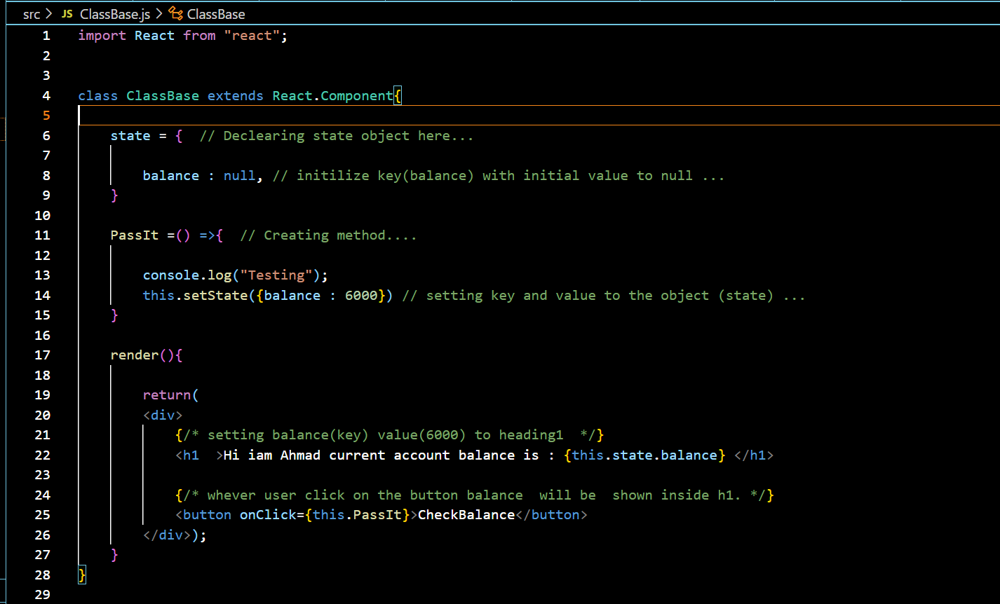 src > JS ClassBase.js > ClassBase
1 import React from "react";
2
3
4 class ClassBase extends React.Component{
5
6 state = {  // Declearing state object here...
7
8 balance : null, // initilize key(balance) with initial value to null ...
9 }
10
11 PassIt =() =>{  // Creating method....
12
13 console.log("Testing");
14 this.setState({balance : 6000}) // setting key and value to the object (state) ...
15 }
16
17 render(){
18
19 return(
20 <div>
21 {/* setting balance(key) value(6000) to heading1  */}
22 <h1  >Hi iam Ahmad current account balance is : {this.state.balance} </h1>
23
24 {/* whever user click on the button balance  will be  shown inside h1. */}
25 <button onClick={this.PassIt}>CheckBalance</button>
26 </div>);
27 }
28 }
29